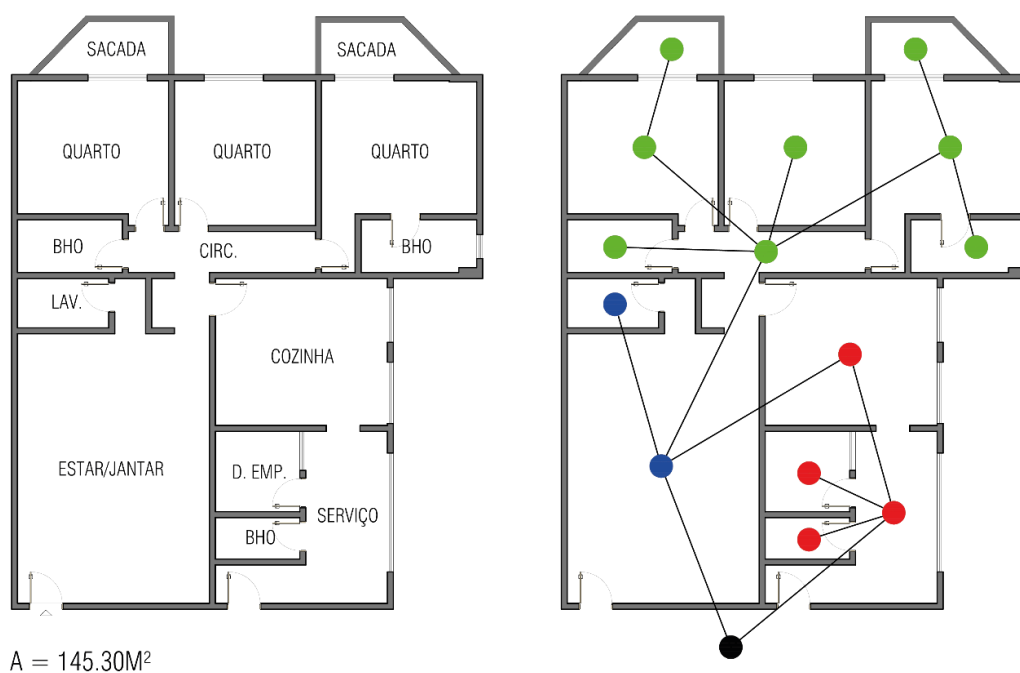 SACADA
SACADA
QUARTO
QUARTO
QUARTO
BHO
CIRC.
BHO
LAV.
COZINHA
ESTAR/JANTAR
D. EMP.
SERVIÇO
BHO
A = 145.30M²